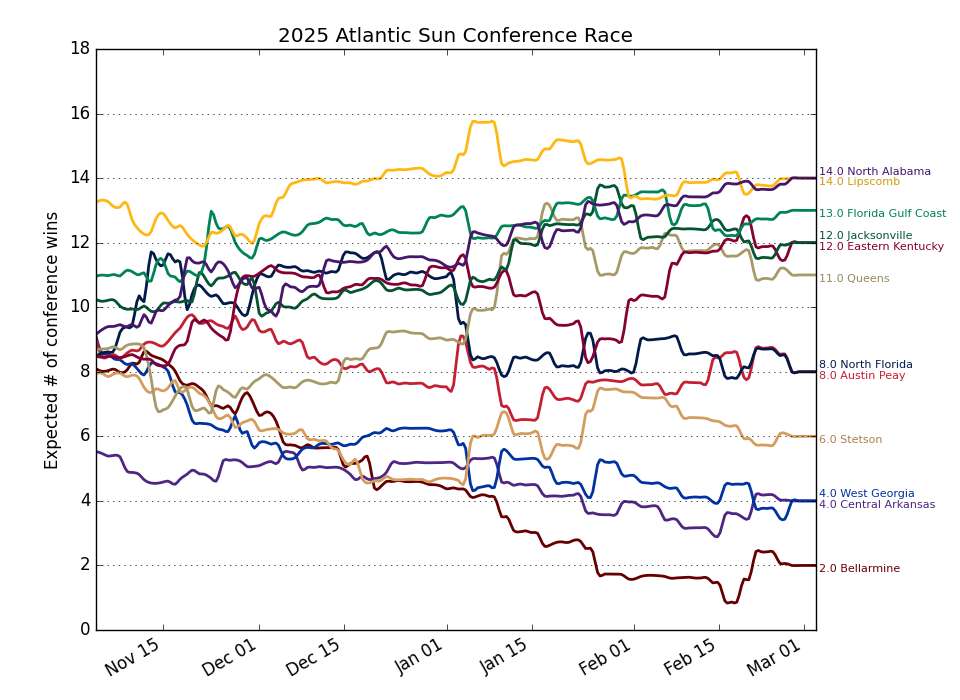 2025 Atlantic Sun Conference Race
Expected # of conference wins
18
16
14
12
10
8
6
4
2
0
Nov 15
Dec 01
Dec 15
Jan 01
Jan 15
Feb 01
Feb 15
Mar 01
14.0 North Alabama
14.0 Lipscomb
13.0 Florida Gulf Coast
12.0 Jacksonville
12.0 Eastern Kentucky
11.0 Queens
8.0 North Florida
8.0 Austin Peay
6.0 Stetson
4.0 West Georgia
4.0 Central Arkansas
2.0 Bellarmine